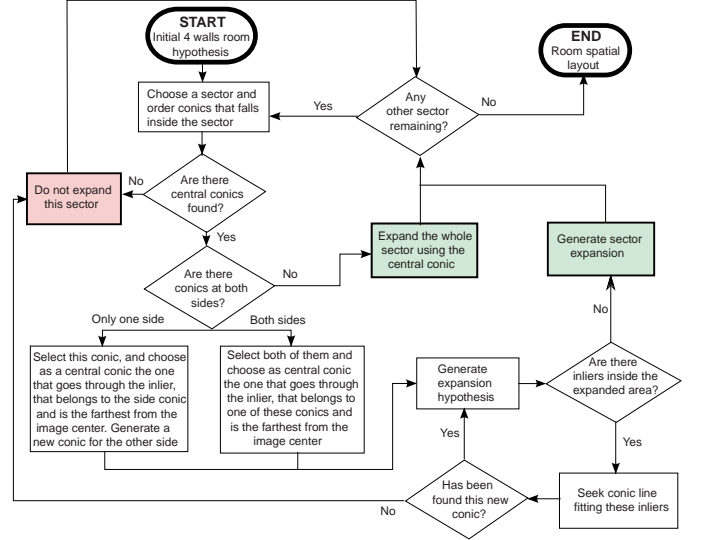 START
Initial 4 walls room
hypothesis
END
Room spatial
layout
Choose a sector and
order conics that falls
inside the sector
Yes
Any
other sector
remaining?
No
Do not expand
this sector
No
Are there
central conics
found?
Yes
Expand the whole
sector using the
central conic
Generate sector
expansion
Are there
conics at both
sides?
No
No
Only one side
Both sides
Select this conic, and choose
as a central conic the one
that goes through the inlier,
that belongs to the side conic
and is the farthest from the
image center. Generate a
new conic for the other side
Select both of them and
choose as central conic
the one that goes through
the inlier, that belongs to
one of these conics and
is the farthest from the
image center
Generate
expansion
hypothesis
Are there
inliers inside the
expanded area?
Yes
Yes
Has been
found this new
conic?
Seek conic line
fitting these inliers
No